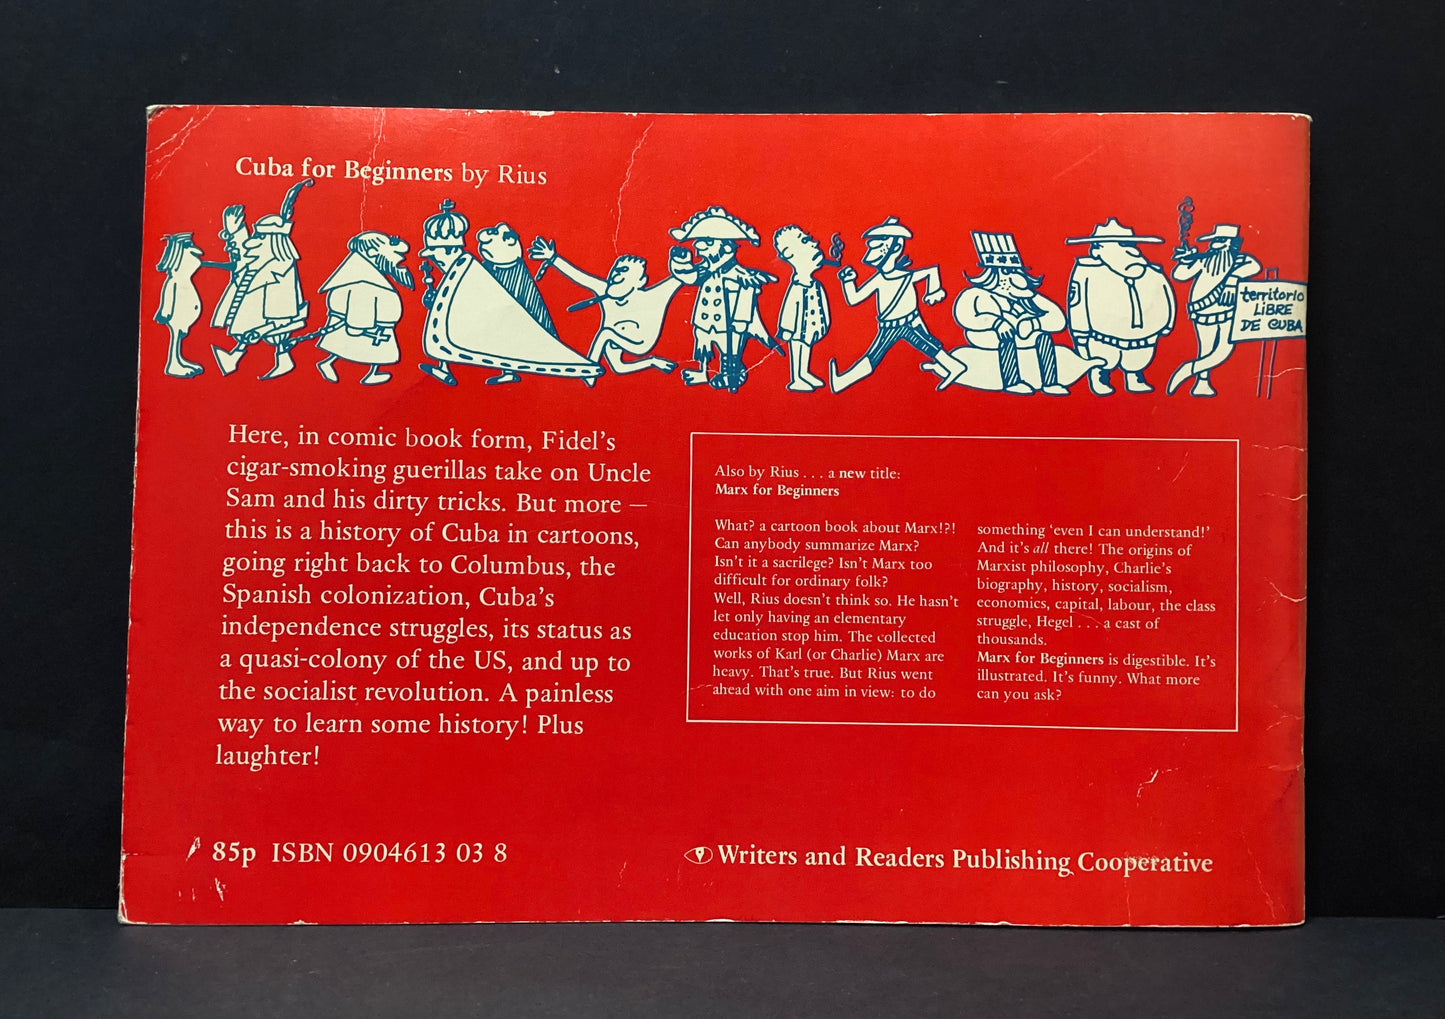 Cuba for Beginners by Rius
territorio
LIBRE
DE CUBA
Here, in comic book form, Fidel's
cigar-smoking guerillas take on Uncle
Sam and his dirty tricks. But more —
this is a history of Cuba in cartoons,
going right back to Columbus, the
Spanish colonization, Cuba's
independence struggles, its status as
a quasi-colony of the US, and up to
the socialist revolution. A painless
way to learn some history! Plus
laughter!
Also by Rius . . . a new title:
Marx for Beginners
What? a cartoon book about Marx!?!
Can anybody summarize Marx?
Isn't it a sacrilege? Isn't Marx too
difficult for ordinary folk?
Well, Rius doesn't think so. He hasn't
let only having an elementary
education stop him. The collected
works of Karl (or Charlie) Marx are
heavy. That's true. But Rius went
ahead with one aim in view: to do
something 'even I can understand!'
And it's all there! The origins of
Marxist philosophy, Charlie's
biography, history, socialism,
economics, capital, labour, the class
struggle, Hegel . . . a cast of
thousands.
Marx for Beginners is digestible. It's
illustrated. It's funny. What more
can you ask?
85p ISBN 0904613 03 8
Writers and Readers Publishing Cooperative